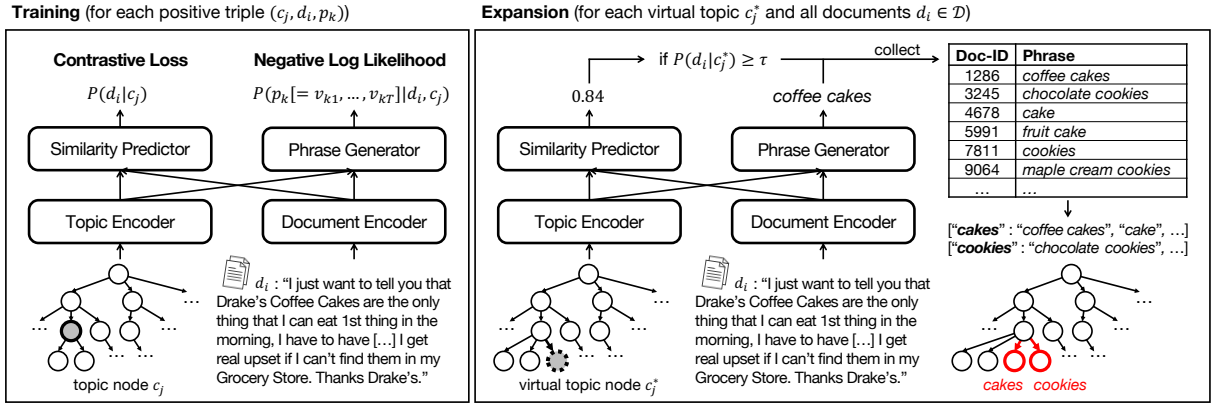 Training (for each positive triple (c_j, d_i, p_k))
Contrastive Loss
Negative Log Likelihood
P(d_i|c_j)
P(p_k[= v_k1, ..., v_kT]|d_i, c_j)
Similarity Predictor
Phrase Generator
Topic Encoder
Document Encoder
...
...
...
...
...
...
topic node c_j
d_i : “I just want to tell you that
Drake’s Coffee Cakes are the only
thing that I can eat 1st thing in the
morning, I have to have [...] I get
real upset if I can’t find them in my
Grocery Store. Thanks Drake’s.”
Expansion (for each virtual topic c_j^* and all documents d_i ∈ 𝒟)
if P(d_i|c_j^*) ≥ τ
collect
0.84
coffee cakes
Similarity Predictor
Phrase Generator
Topic Encoder
Document Encoder
...
...
...
...
...
virtual topic node c_j^*
d_i : “I just want to tell you that
Drake’s Coffee Cakes are the only
thing that I can eat 1st thing in the
morning, I have to have [...] I get
real upset if I can’t find them in my
Grocery Store. Thanks Drake’s.”
Doc-ID Phrase
1286 coffee cakes
3245 chocolate cookies
4678 cake
5991 fruit cake
7811 cookies
9064 maple cream cookies
... ...
[“cakes” : “coffee cakes”, “cake”, ...]
[“cookies” : “chocolate cookies”, ...]
...
...
...
...
...
cakes cookies